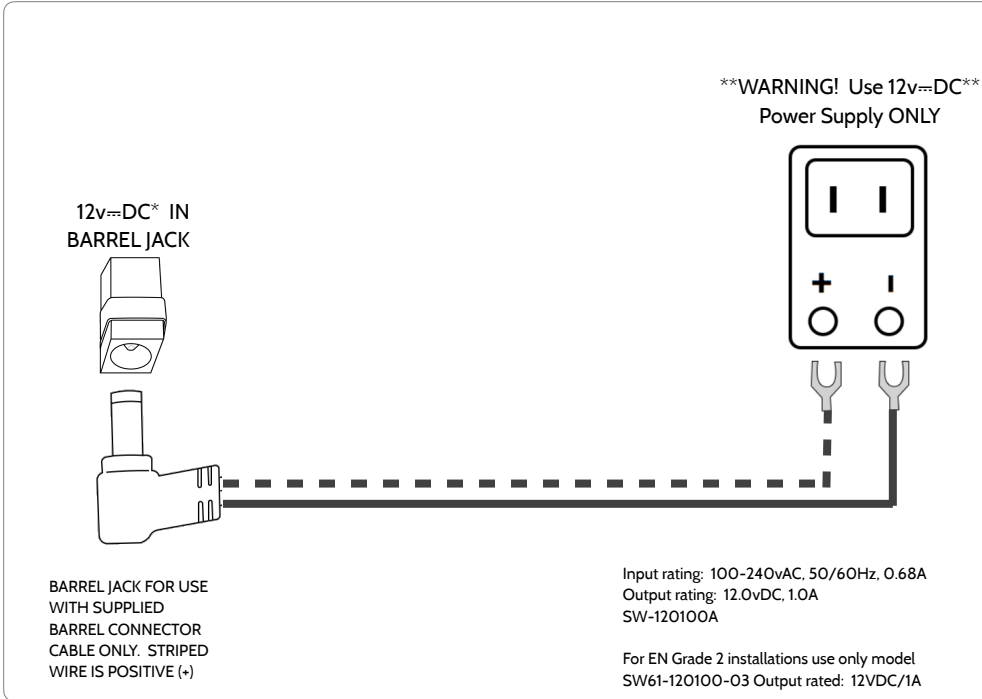 **WARNING! Use 12v⎓DC**
Power Supply ONLY
12v⎓DC* IN
BARREL JACK
+ -
BARREL JACK FOR USE
WITH SUPPLIED
BARREL CONNECTOR
CABLE ONLY. STRIPED
WIRE IS POSITIVE (+)
Input rating: 100-240vAC, 50/60Hz, 0.68A
Output rating: 12.0vDC, 1.0A
SW-120100A
For EN Grade 2 installations use only model
SW61-120100-03 Output rated: 12VDC/1A